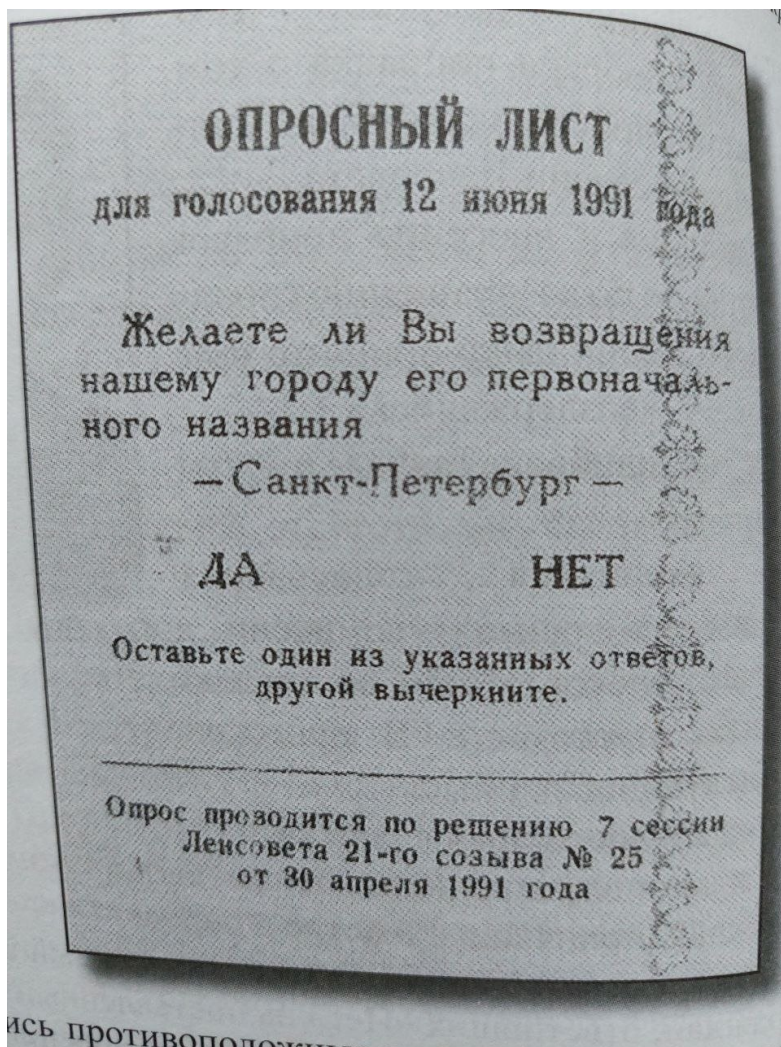 ОПРОСНЫЙ ЛИСТ
для голосования 12 июня 1991 года
Желаете ли Вы возвращения
нашему городу его первоначаль-
ного названия
— Санкт-Петербург —
ДА НЕТ
Оставьте один из указанных ответов,
другой вычеркните.
Опрос проводится по решению 7 сессии
Ленсовета 21-го созыва № 25
от 30 апреля 1991 года